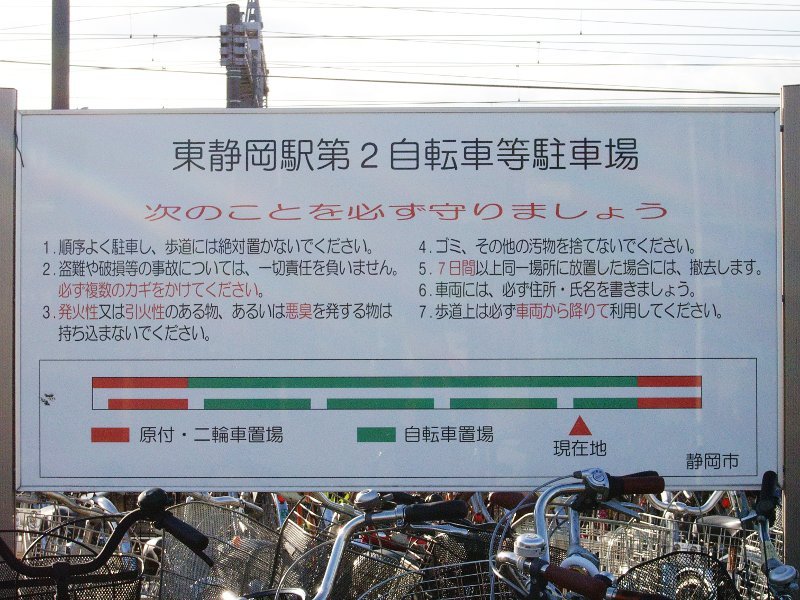 東静岡駅第２自転車等駐車場
次のことを必ず守りましょう
1. 順序よく駐車し、歩道には絶対置かないでください。
2. 盗難や破損等の事故については、一切責任を負いません。
必ず複数のカギをかけてください。
3. 発火性又は引火性のある物、あるいは悪臭を発する物は
持ち込まないでください。
4. ゴミ、その他の汚物を捨てないでください。
5. ７日間以上同一場所に放置した場合には、撤去します。
6. 車両には、必ず住所・氏名を書きましょう。
7. 歩道上は必ず車両から降りて利用してください。
原付・二輪車置場
自転車置場
現在地
静岡市